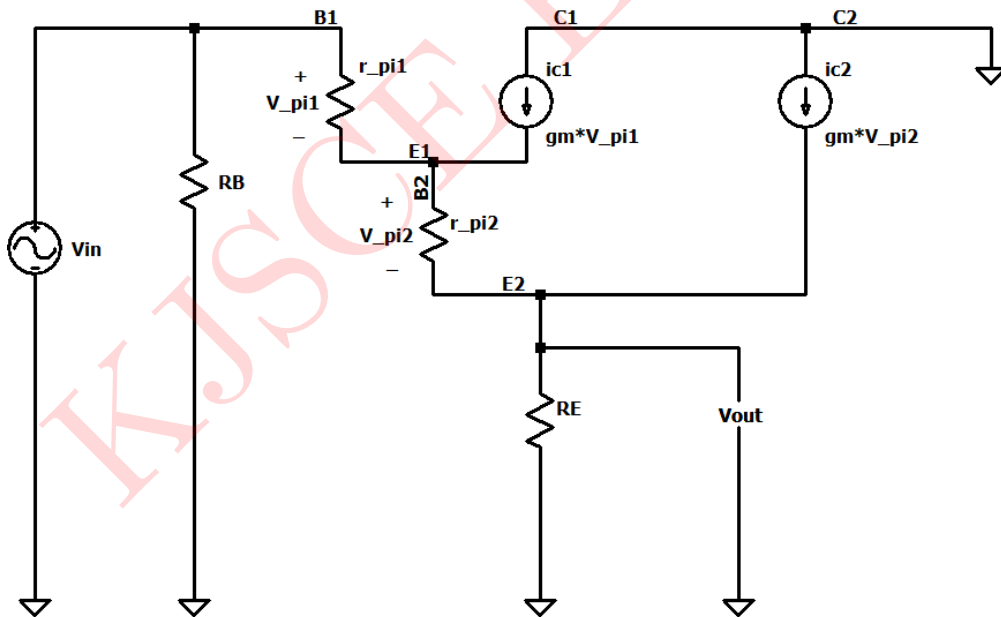 B1
C1
C2
r_pi1
+
V_pi1
–
ic1
gm*V_pi1
ic2
gm*V_pi2
E1
B2
RB
+
V_pi2
–
r_pi2
Vin
E2
RE
Vout
KJSCE